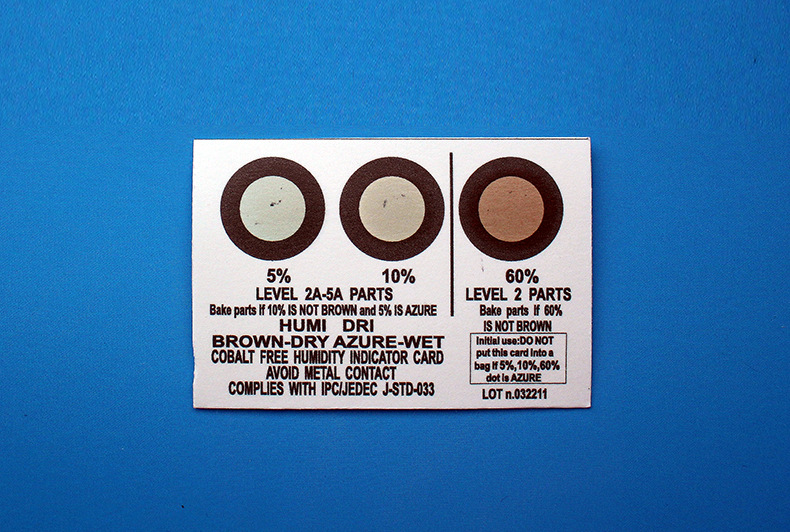 5%
10%
LEVEL 2A-5A PARTS
Bake parts if 10% IS NOT BROWN and 5% IS AZURE
HUMI DRI
BROWN-DRY AZURE-WET
COBALT FREE HUMIDITY INDICATOR CARD
AVOID METAL CONTACT
COMPLIES WITH IPC/JEDEC J-STD-033
60%
LEVEL 2 PARTS
Bake parts if 60%
IS NOT BROWN
Initial use:DO NOT
put this card into a
bag if 5%,10%,60%
dot is AZURE
LOT n.032211